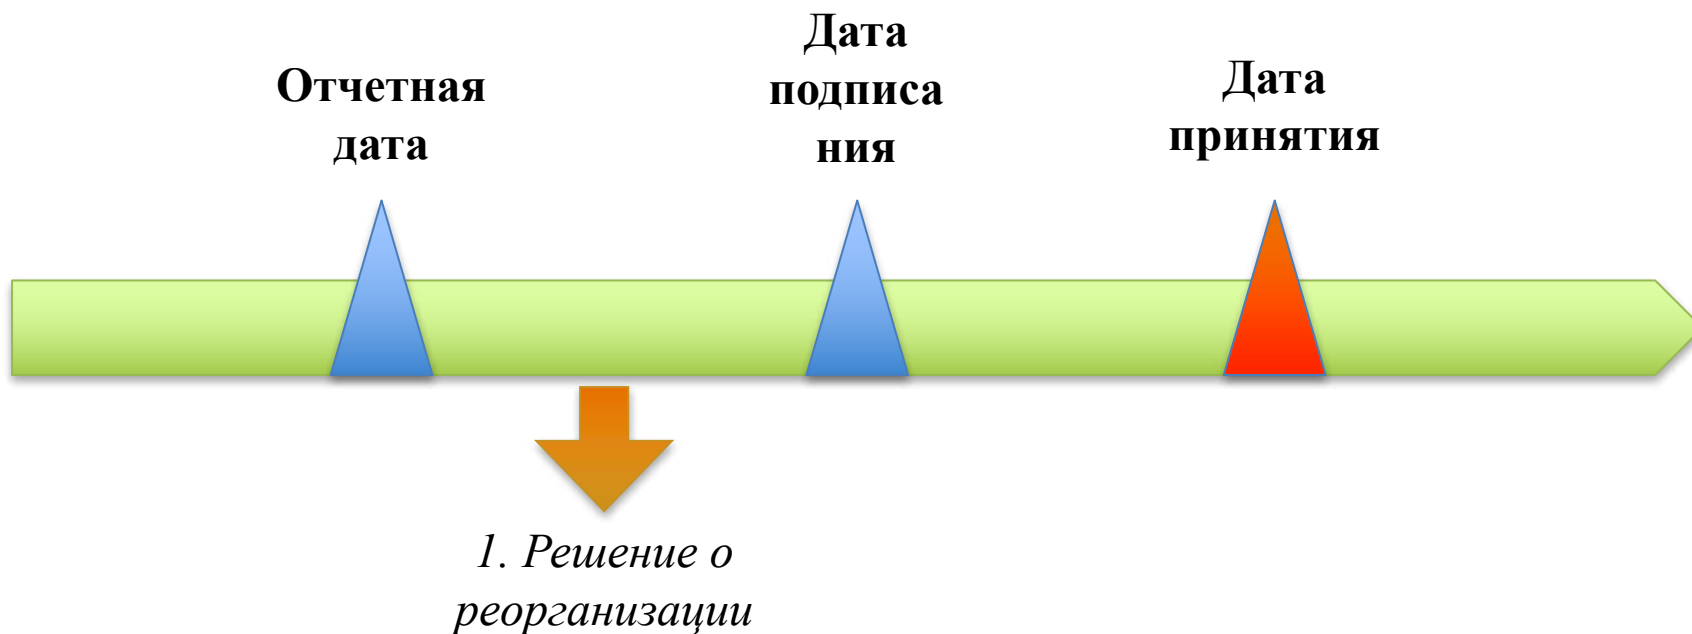 Отчетная
дата
Дата
подписа
ния
Дата
принятия
1. Решение о
реорганизации